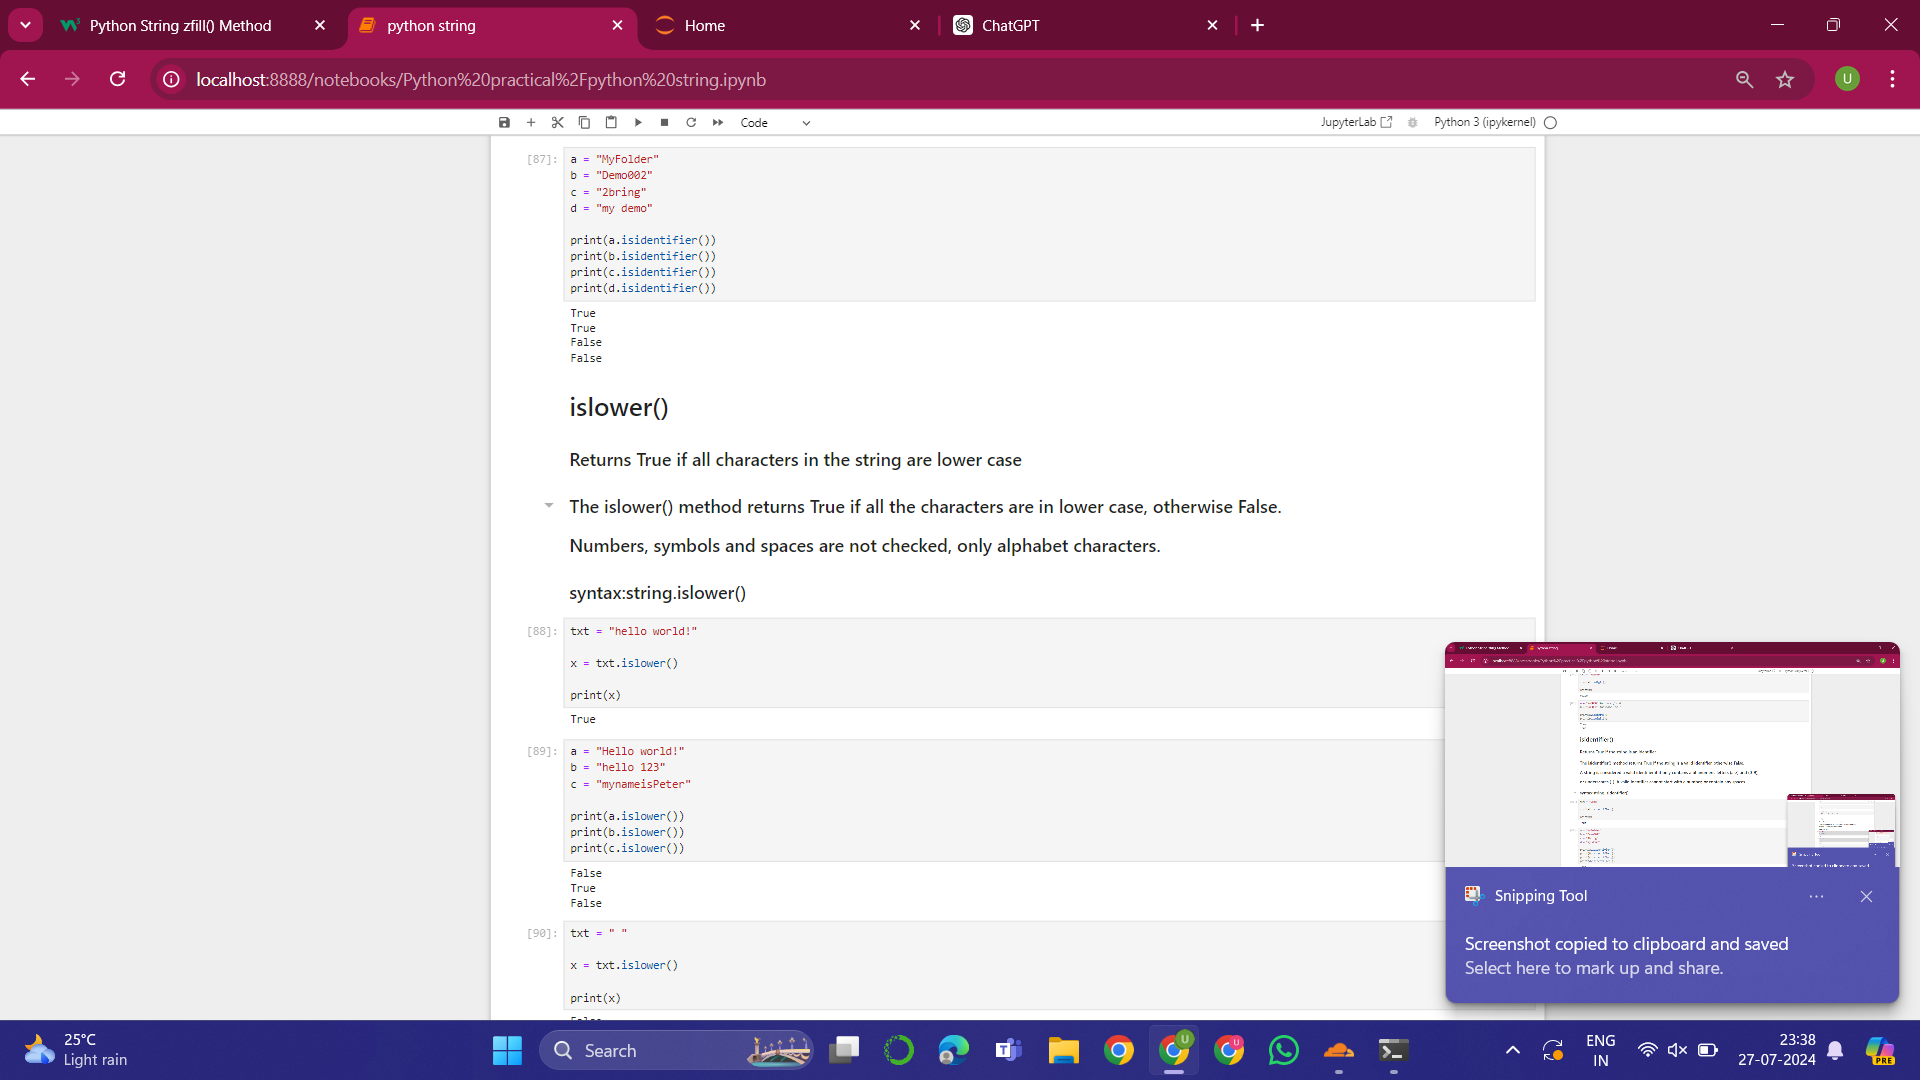 Python String zfill() Method
python string
Home
ChatGPT
localhost:8888/notebooks/Python%20practical%2Fpython%20string.ipynb
U
Code
JupyterLab
Python 3 (ipykernel)
[87]:
a = "MyFolder"
b = "Demo002"
c = "2bring"
d = "my demo"
print(a.isidentifier())
print(b.isidentifier())
print(c.isidentifier())
print(d.isidentifier())
True
True
False
False
islower()
Returns True if all characters in the string are lower case
The islower() method returns True if all the characters are in lower case, otherwise False.
Numbers, symbols and spaces are not checked, only alphabet characters.
syntax:string.islower()
[88]:
txt = "hello world!"
x = txt.islower()
print(x)
True
[89]:
a = "Hello world!"
b = "hello 123"
c = "mynameisPeter"
print(a.islower())
print(b.islower())
print(c.islower())
False
True
False
[90]:
txt = " "
x = txt.islower()
print(x)
isidentifier()
Snipping Tool
Screenshot copied to clipboard and saved
Select here to mark up and share.
25°C
Light rain
Search
U
U
ENG
IN
23:38
27-07-2024
PRE